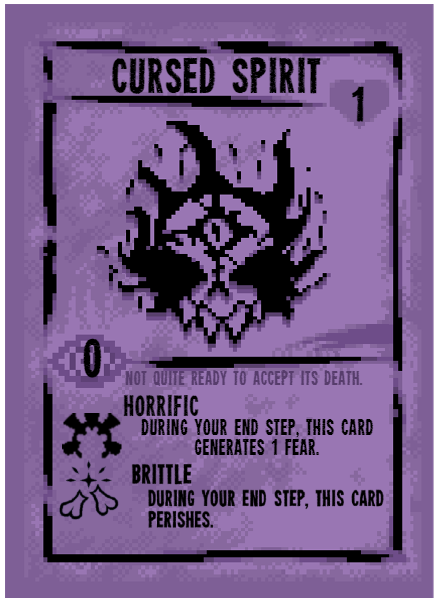 CURSED SPIRIT
1
0
NOT QUITE READY TO ACCEPT ITS DEATH.
HORRIFIC
DURING YOUR END STEP, THIS CARD
GENERATES 1 FEAR.
BRITTLE
DURING YOUR END STEP, THIS CARD
PERISHES.